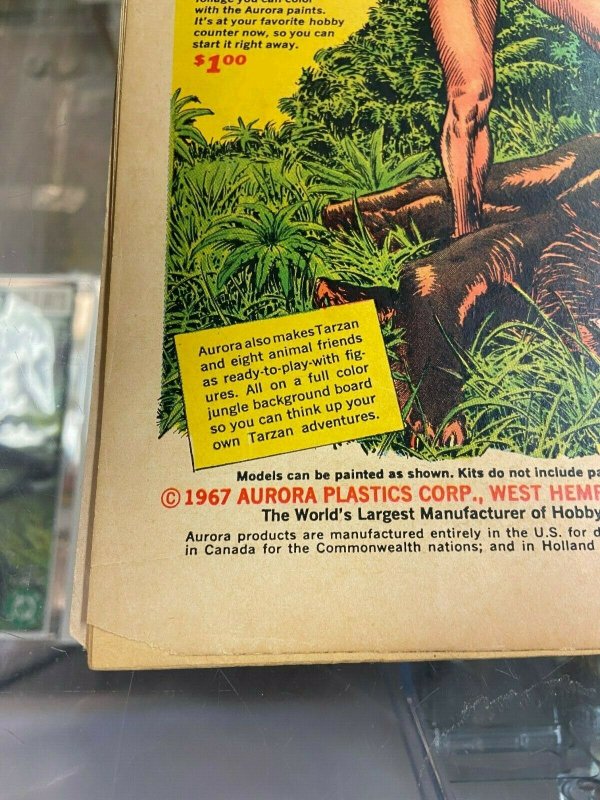 foliage you can color
with the Aurora paints.
It's at your favorite hobby
counter now, so you can
start it right away.
$1⁰⁰
Aurora also makes Tarzan
and eight animal friends
as ready-to-play-with fig-
ures. All on a full color
jungle background board
so you can think up your
own Tarzan adventures.
Models can be painted as shown. Kits do not include
© 1967 AURORA PLASTICS CORP., WEST HEMP
The World's Largest Manufacturer of Hobby
Aurora products are manufactured entirely in the U.S. for d
in Canada for the Commonwealth nations; and in Holland